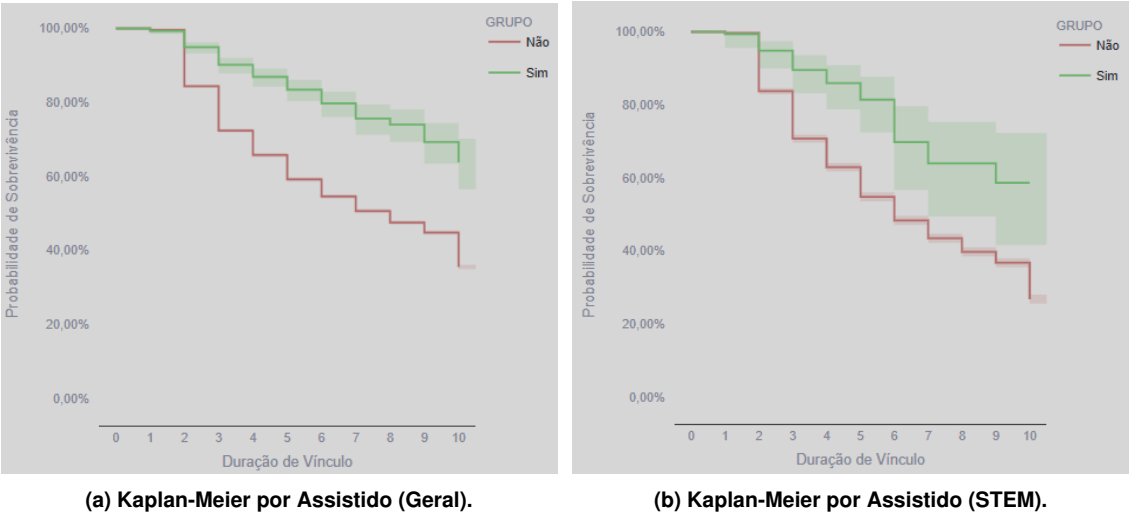 GRUPO
Não
Sim
Probabilidade de Sobrevivência
100,00%
80,00%
60,00%
40,00%
20,00%
0,00%
0 1 2 3 4 5 6 7 8 9 10
Duração de Vínculo
(a) Kaplan-Meier por Assistido (Geral).
GRUPO
Não
Sim
Probabilidade de Sobrevivência
100,00%
80,00%
60,00%
40,00%
20,00%
0,00%
0 1 2 3 4 5 6 7 8 9 10
Duração de Vínculo
(b) Kaplan-Meier por Assistido (STEM).